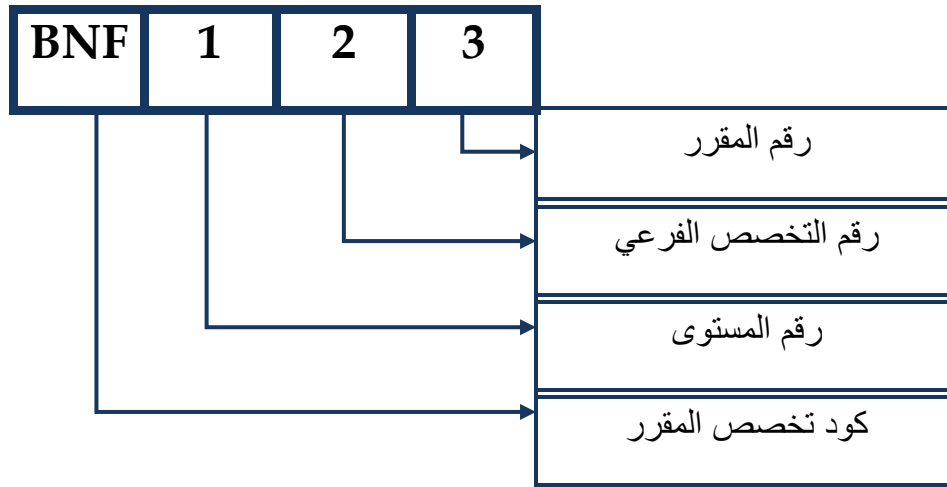 BNF 1 2 3
رقم المقرر
رقم التخصص الفرعي
رقم المستوى
كود تخصص المقرر